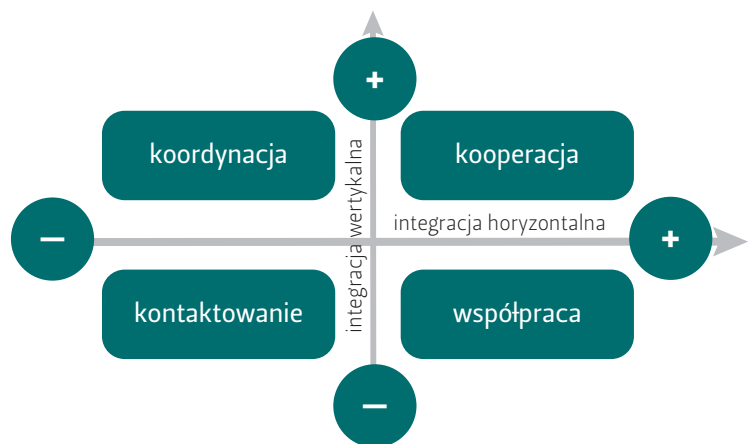 +
koordynacja
kooperacja
integracja wertykalna
integracja horyzontalna
–
+
kontaktowanie
współpraca
–